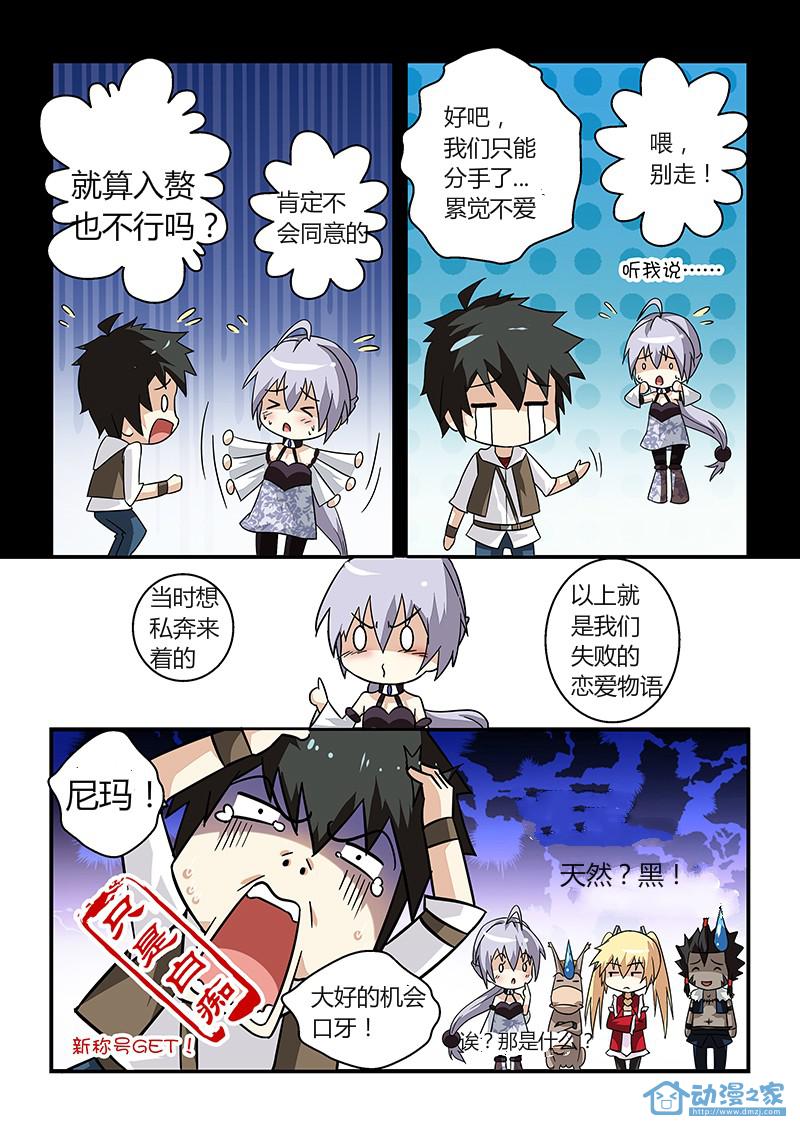 就算入赘
也不行吗？
肯定不
会同意的
好吧，
我们只能
分手了...
累觉不爱
喂，
别走！
听我说……
当时想
私奔来
着的
以上就
是我们
失败的
恋爱物语
尼玛！
天然？黑！
只是白痴
新称号GET！
大好的机会
口牙！
诶？那是什么？
动漫之家
http://www.dmzj.com